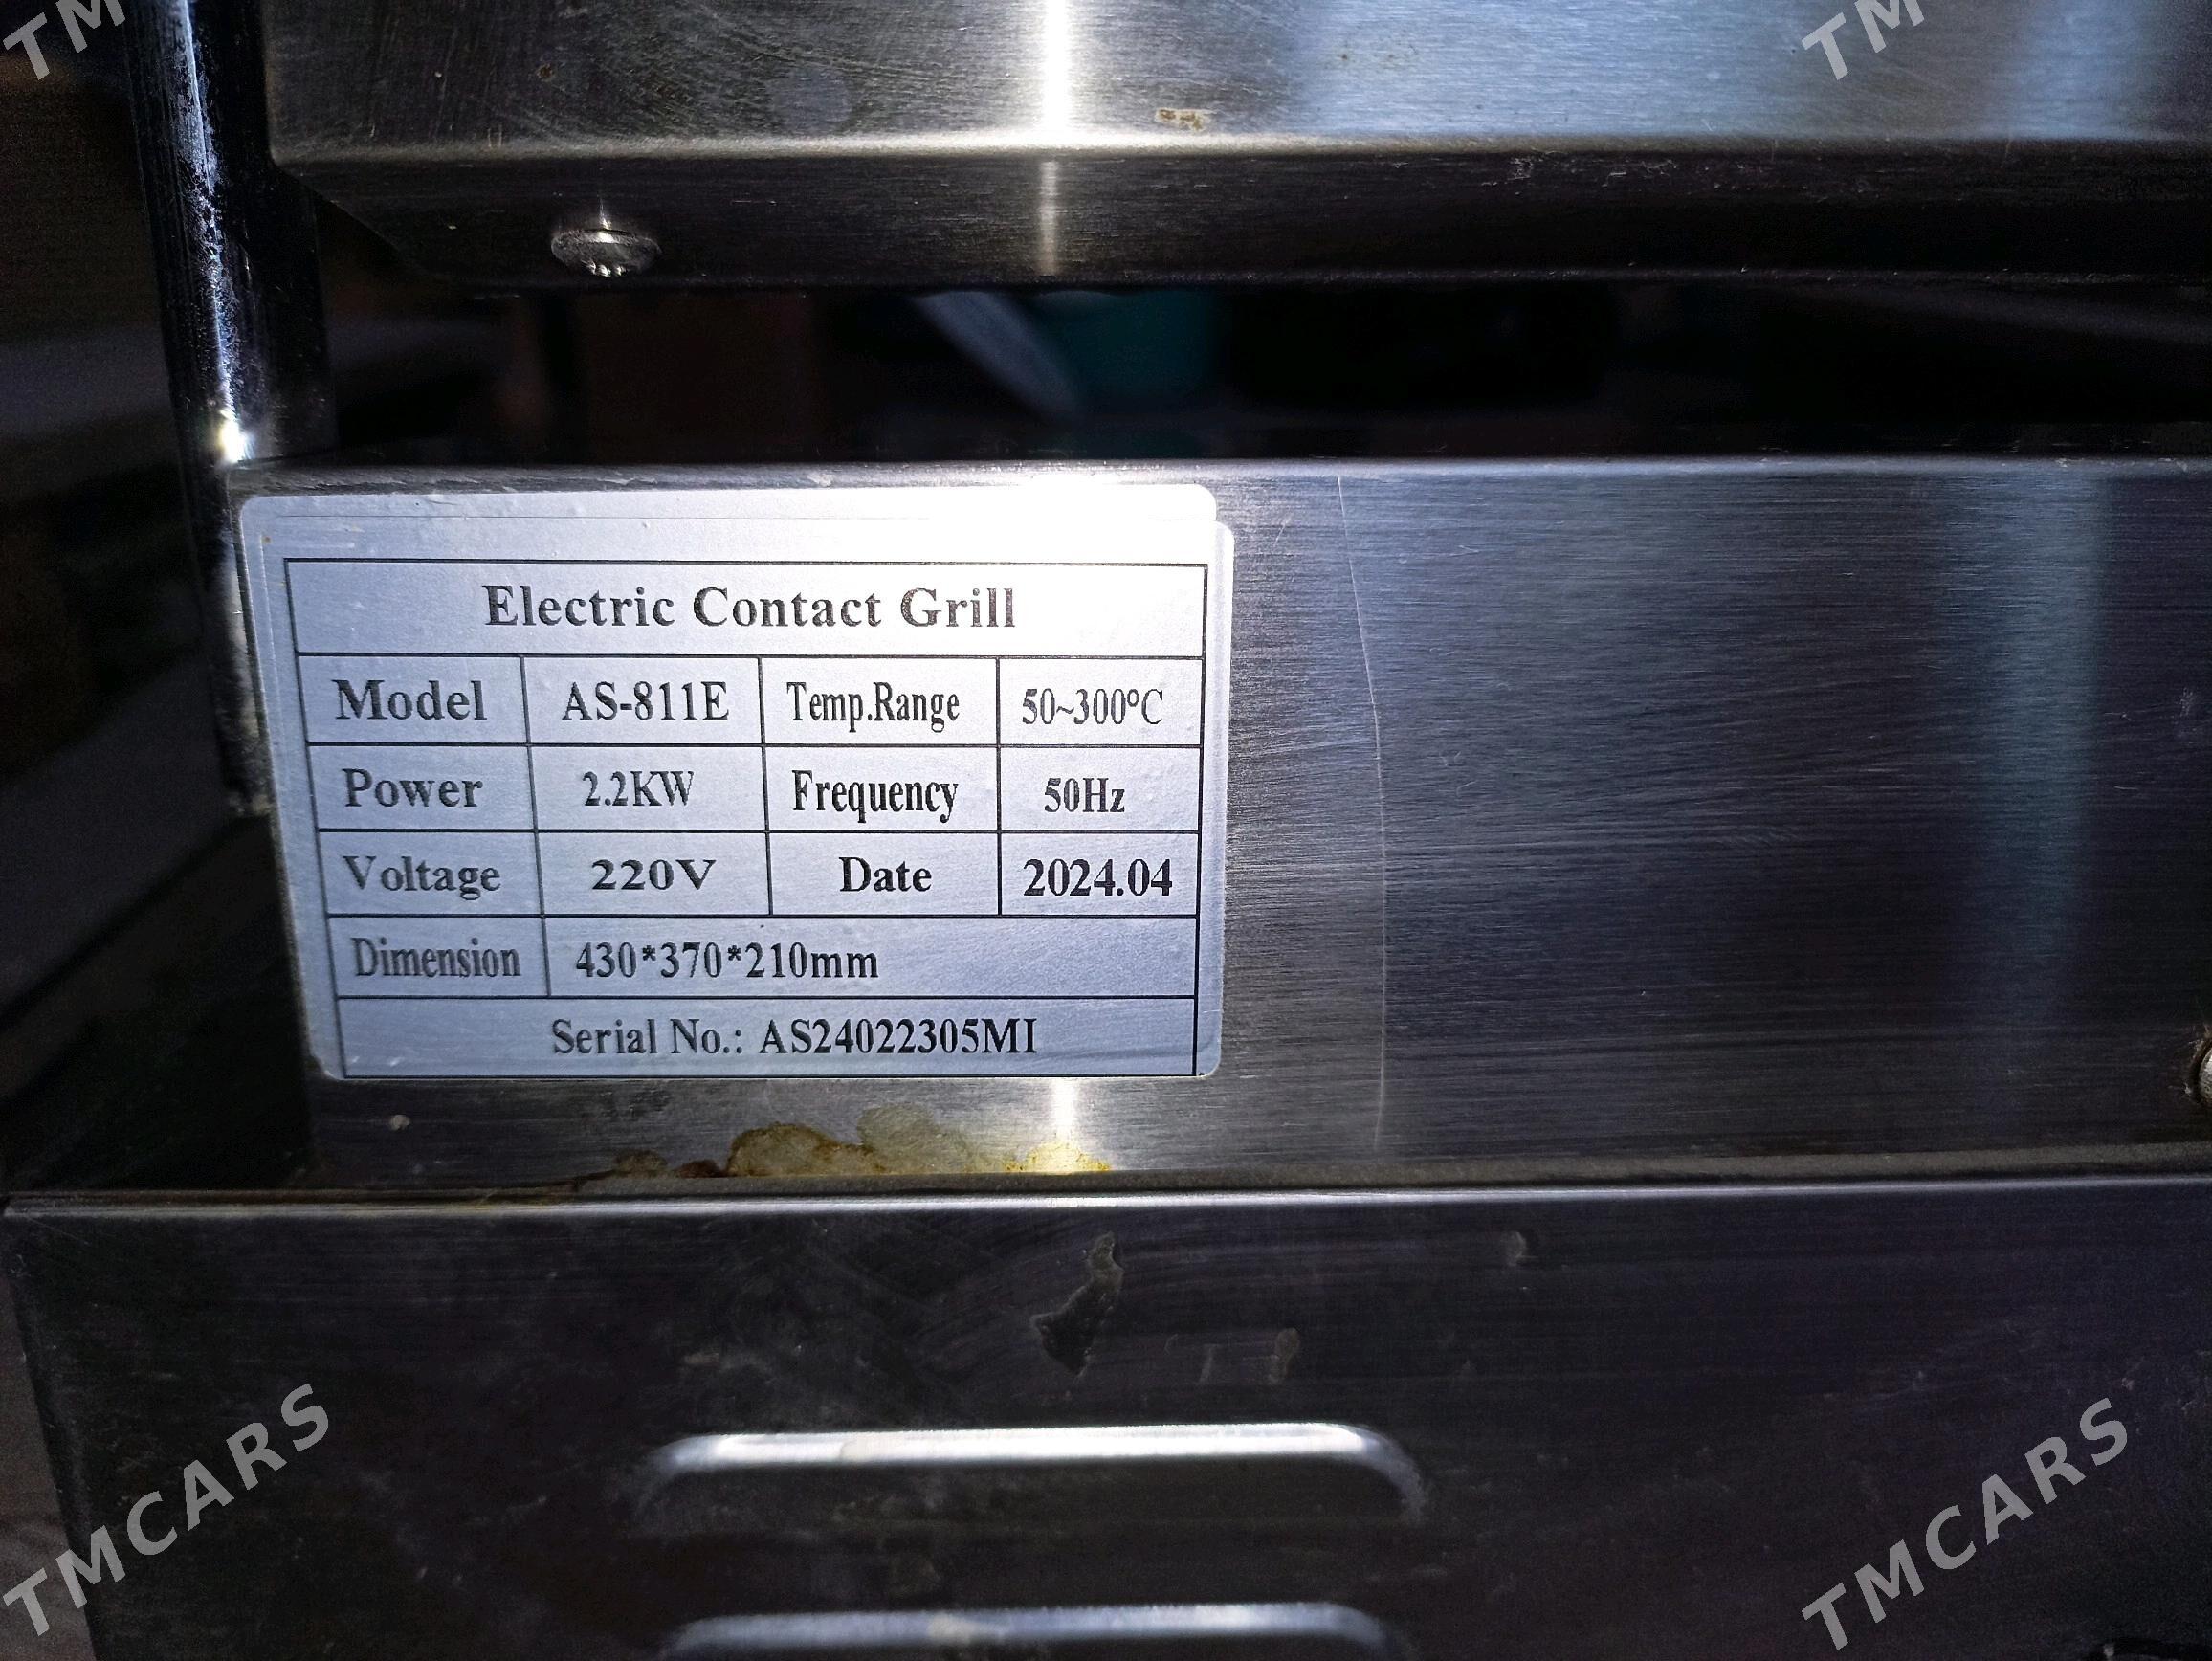 TM
TM
Electric Contact Grill
Model AS-811E Temp.Range 50~300°C
Power 2.2KW Frequency 50Hz
Voltage 220V Date 2024.04
Dimension 430*370*210mm
Serial No.: AS24022305MI
TMCARS
TMCARS